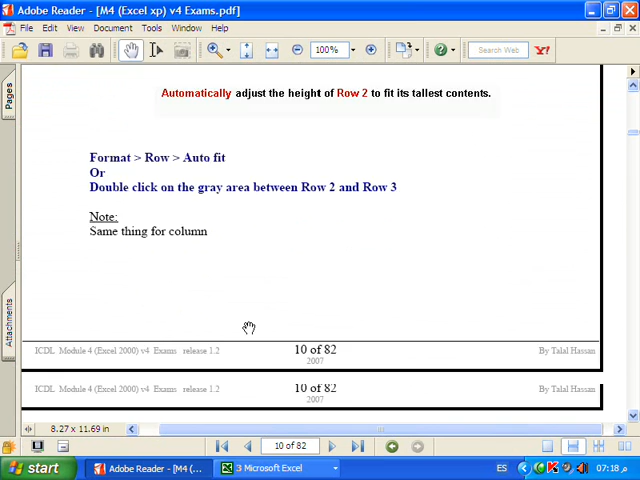 Adobe Reader - [M4 (Excel xp) v4 Exams.pdf]
File Edit View Document Tools Window Help
100%
Search Web
Y!
Pages
Automatically adjust the height of Row 2 to fit its tallest contents.
Format > Row > Auto fit
Or
Double click on the gray area between Row 2 and Row 3
Note:
Same thing for column
Attachments
ICDL Module 4 (Excel 2000) v4 Exams release 1.2
10 of 82
2007
By Talal Hassan
ICDL Module 4 (Excel 2000) v4 Exams release 1.2
10 of 82
2007
By Talal Hassan
8.27 x 11.69 in
10 of 82
start
Adobe Reader - [M4 (...
3 Microsoft Excel
ES
07:18 م